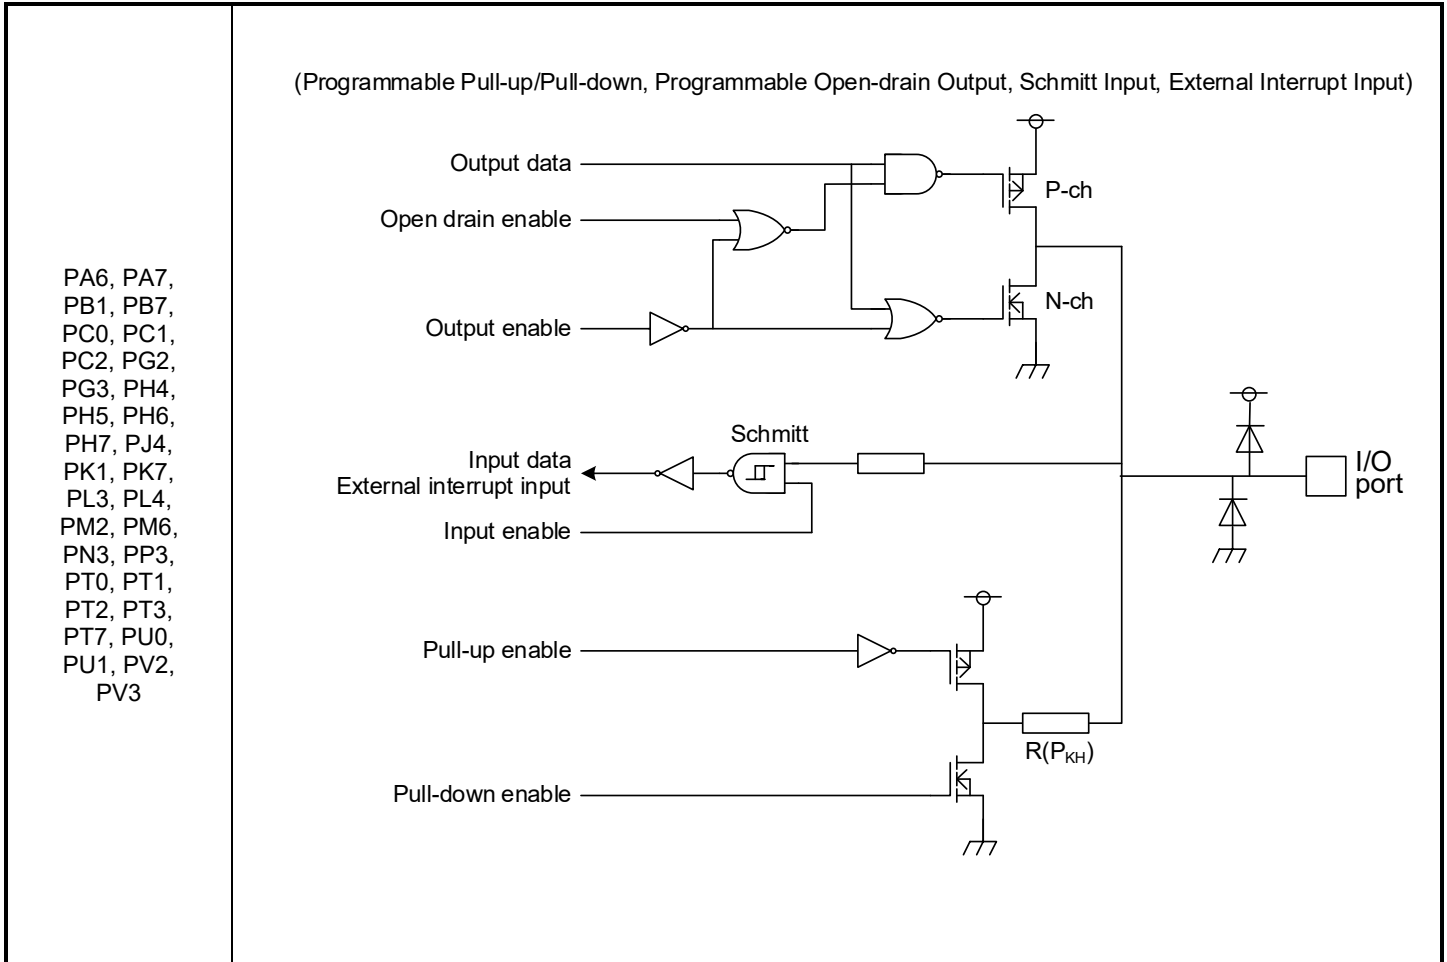 PA6, PA7,
PB1, PB7,
PC0, PC1,
PC2, PG2,
PG3, PH4,
PH5, PH6,
PH7, PJ4,
PK1, PK7,
PL3, PL4,
PM2, PM6,
PN3, PP3,
PT0, PT1,
PT2, PT3,
PT7, PU0,
PU1, PV2,
PV3
(Programmable Pull-up/Pull-down, Programmable Open-drain Output, Schmitt Input, External Interrupt Input)
Output data
P-ch
Open drain enable
N-ch
Output enable
Schmitt
Input data
External interrupt input
I/O
port
Input enable
Pull-up enable
R(PKH)
Pull-down enable